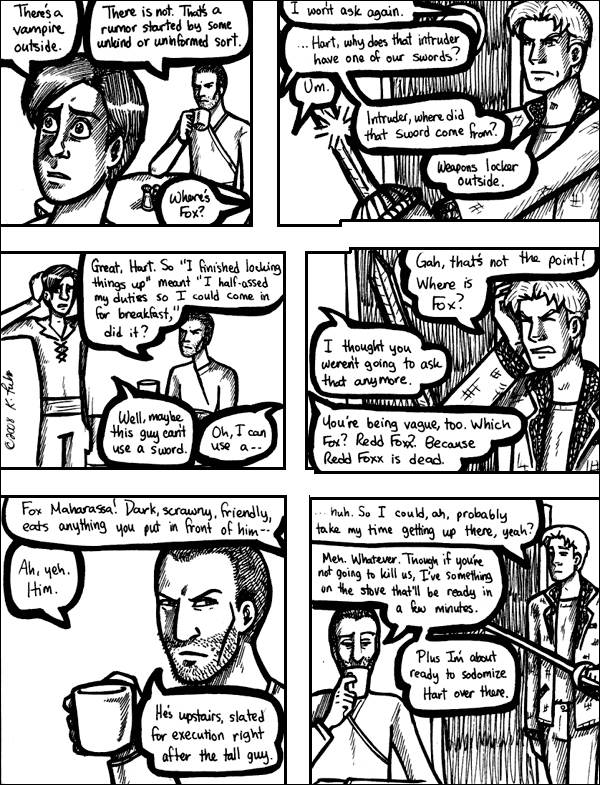 There's a
vampire
outside.
There is not. That's a
rumor started by some
unkind or uninformed sort.
Where's
Fox?
I won't ask again.
...Hart, why does that intruder
have one of our swords?
Um.
Intruder, where did
that sword come from?
Weapons locker
outside.
Great, Hart. So "I finished locking
things up" meant "I half-assed
my duties so I could come in
for breakfast,"
did it?
Well, maybe
this guy can't
use a sword.
Oh, I can
use a--
©2008 K.
Gah, that's not the point!
Where is
Fox?
I thought you
weren't going to ask
that anymore.
You're being vague, too. Which
Fox? Redd Foxx? Because
Redd Foxx is dead.
Fox Maharassa! Dark, scrawny, friendly,
eats anything you put in front of him--
Ah, yeh.
Him.
He's upstairs, slated
for execution right
after the tall guy.
...huh. So I could, ah, probably
take my time getting up there, yeah?
Meh. Whatever. Though if you're
not going to kill us, I've something
on the stove that'll be ready in
a few minutes.
Plus I'm about
ready to sodomize
Hart over there.